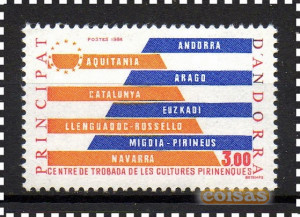 PRINCIPAT
D'ANDORRA
POSTES 1986
ANDORRA
AQUITANIA
ARAGO
CATALUNYA
EUZKADI
LLENGUADOC-ROSSELLO
MIGDIA-PIRINEUS
NAVARRA
3,00
CENTRE DE TROBADA DE LES CULTURES PIRINENQUES
coisas